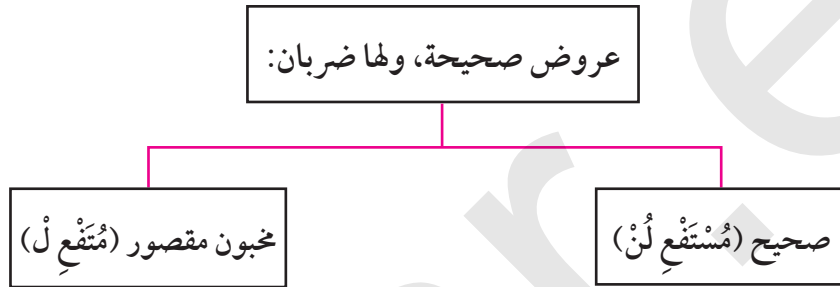 عروض صحيحة، ولها ضربان:
صحيح (مُسْتَفْعِ لُنْ)
مخبون مقصور (مُتَفْعِ لْ)